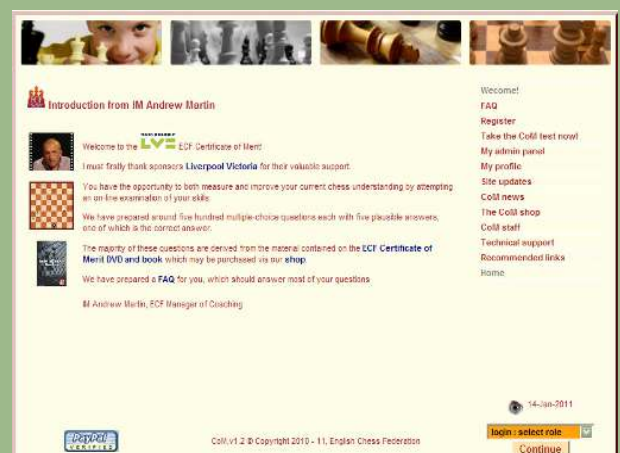 Introduction from IM Andrew Martin
Welcome to the LV= ECF Certificate of Merit!
I must firstly thank sponsors Liverpool Victoria for their valuable support.
You have the opportunity to both measure and improve your current chess understanding by attempting
an on-line examination of your skills.
We have prepared around five hundred multiple-choice questions each with five plausible answers,
one of which is the correct answer.
The majority of these questions are derived from the material contained on the ECF Certificate of
Merit DVD and book which may be purchased via our shop.
We have prepared a FAQ for you, which should answer most of your questions
IM Andrew Martin, ECF Manager of Coaching
Welcome!
FAQ
Register
Take the CoM test now!
My admin panel
My profile
Site updates
CoM news
The CoM shop
CoM staff
Technical support
Recommended links
Home
14-Jan-2011
login : select role
Continue
PayPal
VERIFIED
CoM.v1.2 © Copyright 2010 - 11, English Chess Federation